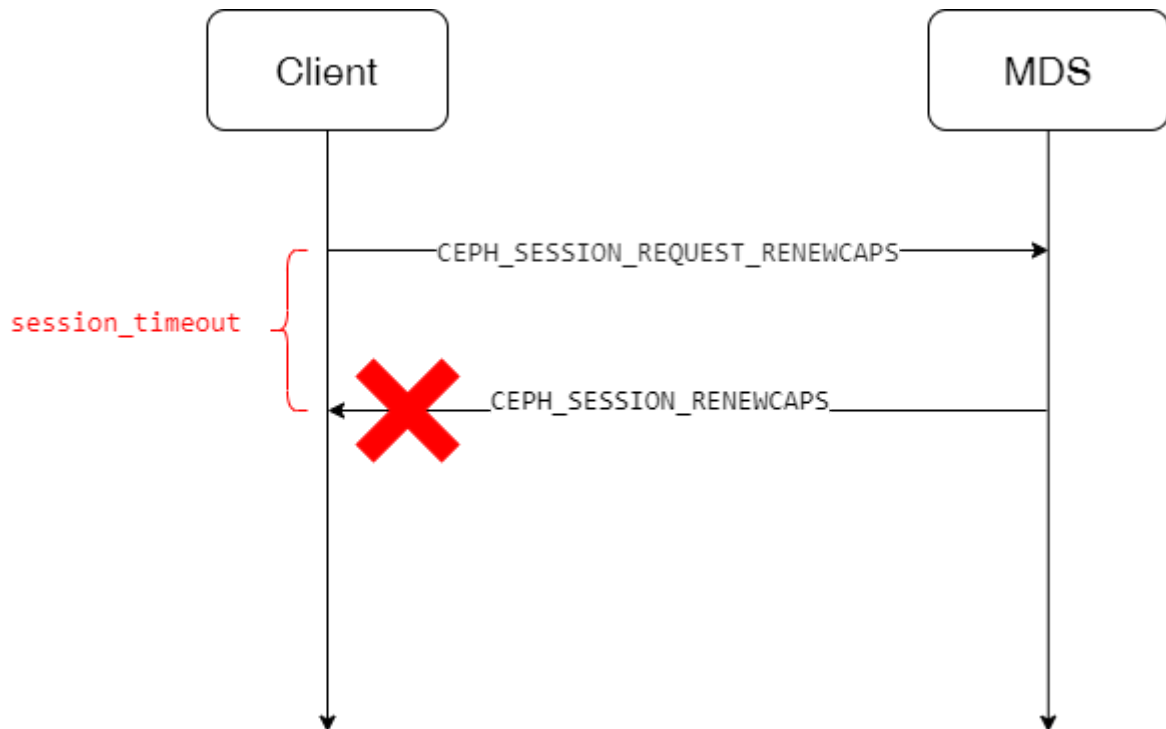 Client
MDS
CEPH_SESSION_REQUEST_RENEWCAPS
session_timeout
CEPH_SESSION_RENEWCAPS